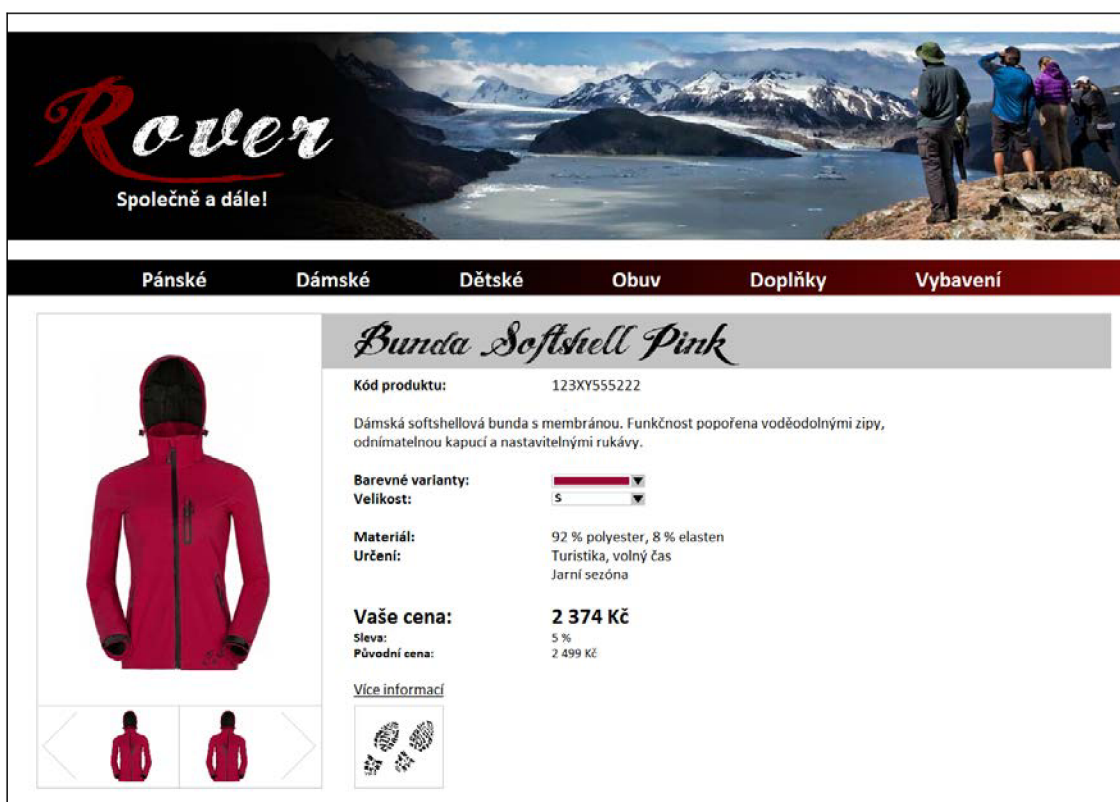 Rover
Společně a dále!
Pánské Dámské Dětské Obuv Doplňky Vybavení
Bunda Softshell Pink
Kód produktu: 123XY555222
Dámská softshellová bunda s membránou. Funkčnost popořena voděodolnými zipy,
odnímatelnou kapucí a nastavitelnými rukávy.
Barevné varianty:
Velikost: S
Materiál: 92 % polyester, 8 % elasten
Určení: Turistika, volný čas
Jarní sezóna
Vaše cena: 2 374 Kč
Sleva: 5 %
Původní cena: 2 499 Kč
Více informací